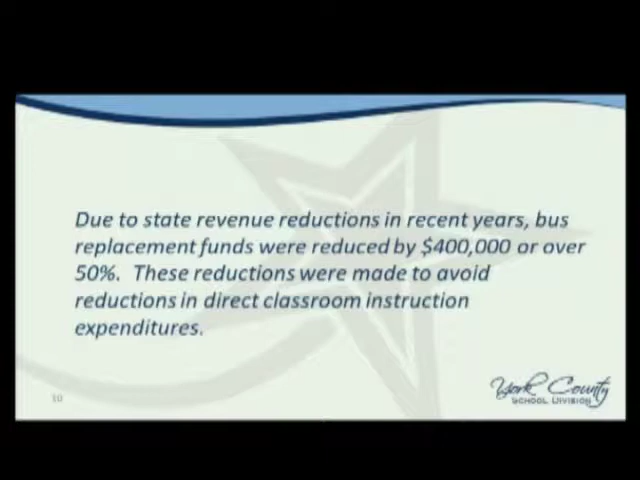 Due to state revenue reductions in recent years, bus
replacement funds were reduced by $400,000 or over
50%. These reductions were made to avoid
reductions in direct classroom instruction
expenditures.
10
York County
SCHOOL DIVISION